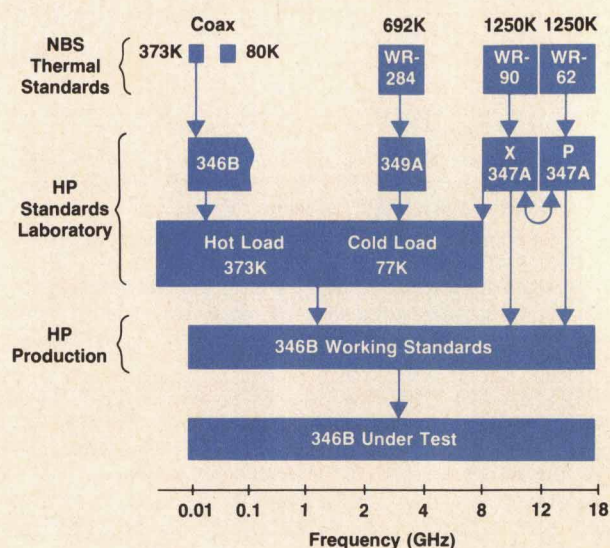 Coax
692K
1250K 1250K
NBS
Thermal
Standards
373K
80K
WR-
284
WR-
90
WR-
62
HP
Standards
Laboratory
346B
349A
X
347A
P
347A
Hot Load
373K
Cold Load
77K
HP
Production
346B Working Standards
346B Under Test
0.01 0.1 1 2 4 8 12 18
Frequency (GHz)